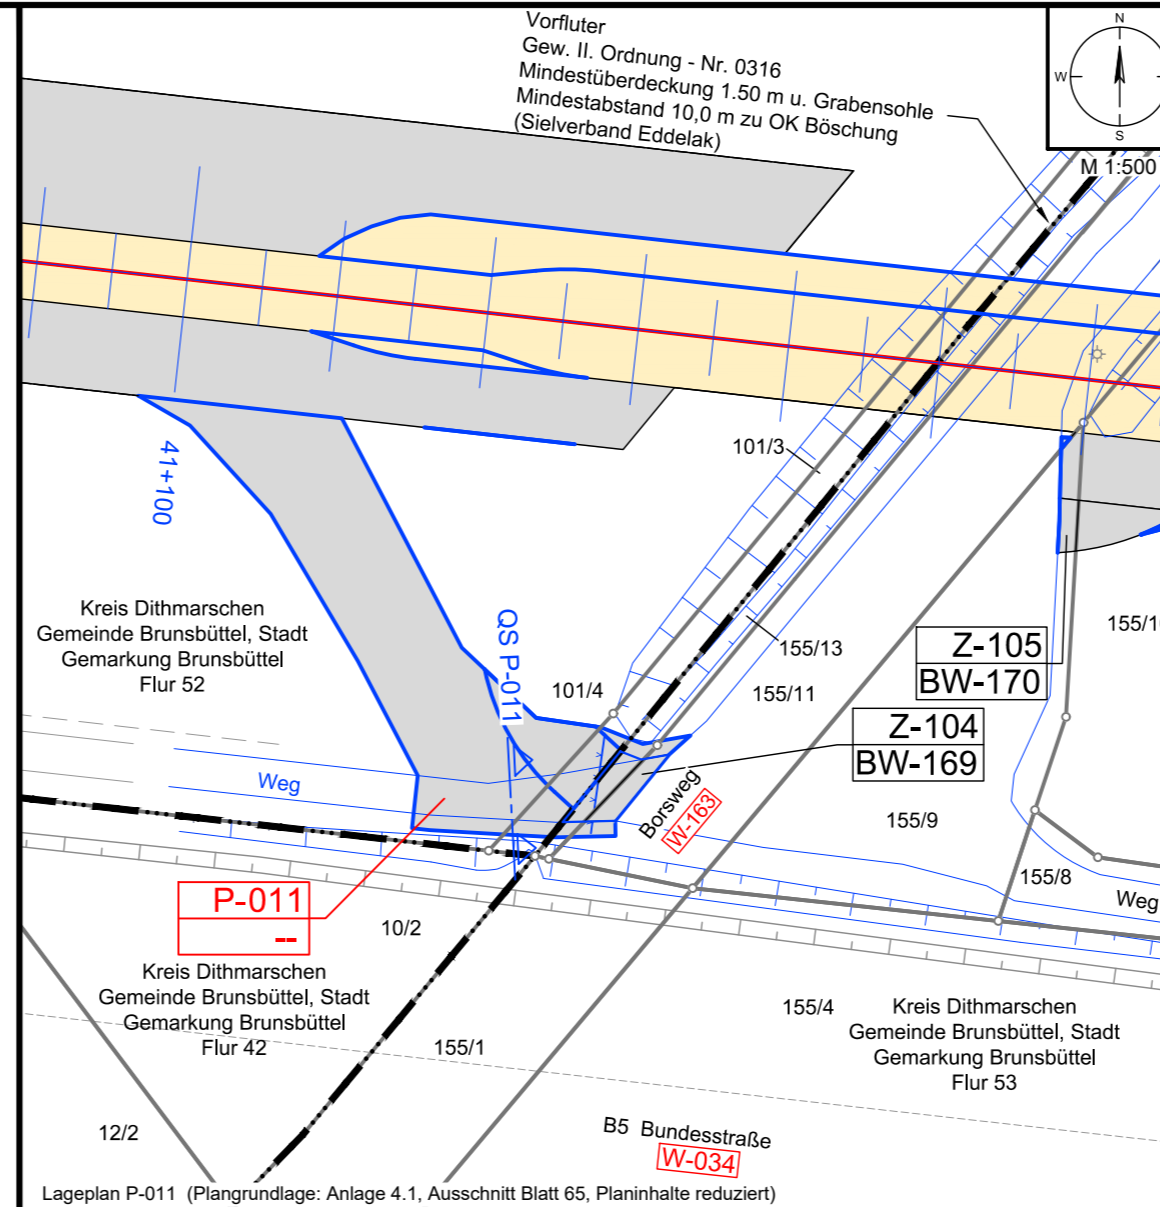 Vorfluter
Gew. II. Ordnung - Nr. 0316
Mindestüberdeckung 1.50 m u. Grabensohle
Mindestabstand 10,0 m zu OK Böschung
(Sielverband Eddelak)
N
W
S
M 1:500
101/3
41+100
Kreis Dithmarschen
Gemeinde Brunsbüttel, Stadt
Gemarkung Brunsbüttel
Flur 52
QS P-011
101/4
155/13
155/11
Z-105
BW-170
155/1
Z-104
BW-169
Weg
Borsweg
W-163
155/9
155/8
Weg
P-011
--
10/2
Kreis Dithmarschen
Gemeinde Brunsbüttel, Stadt
Gemarkung Brunsbüttel
Flur 42
155/1
155/4
Kreis Dithmarschen
Gemeinde Brunsbüttel, Stadt
Gemarkung Brunsbüttel
Flur 53
12/2
B5 Bundesstraße
W-034
Lageplan P-011 (Plangrundlage: Anlage 4.1, Ausschnitt Blatt 65, Planinhalte reduziert)